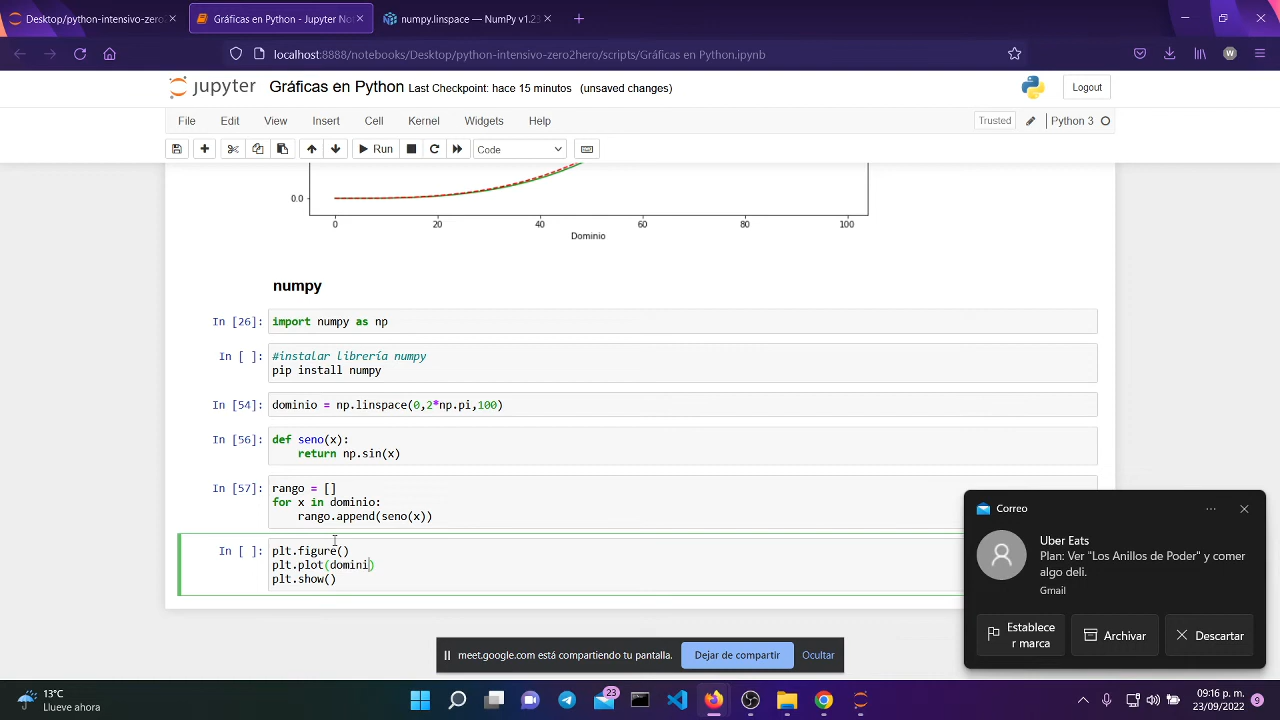 Desktop/python-intensivo-zero2
Gráficas en Python - Jupyter No
numpy.linspace — NumPy v1.23
localhost:8888/notebooks/Desktop/python-intensivo-zero2hero/scripts/Gráficas en Python.ipynb
jupyter Gráficas en Python Last Checkpoint: hace 15 minutos (unsaved changes)
Logout
File Edit View Insert Cell Kernel Widgets Help
Trusted Python 3
Run Code
0.0
0 20 40 60 80 100
Dominio
numpy
In [26]: import numpy as np
In [ ]: #instalar librería numpy
pip install numpy
In [54]: dominio = np.linspace(0,2*np.pi,100)
In [56]: def seno(x):
return np.sin(x)
In [57]: rango = []
for x in dominio:
rango.append(seno(x))
In [ ]: plt.figure()
plt.plot(domini)
plt.show()
Correo
Uber Eats
Plan: Ver "Los Anillos de Poder" y comer
algo deli.
Gmail
Establece
r marca
Archivar
Descartar
meet.google.com está compartiendo tu pantalla. Dejar de compartir Ocultar
13°C
Llueve ahora
23
09:16 p. m.
23/09/2022
9